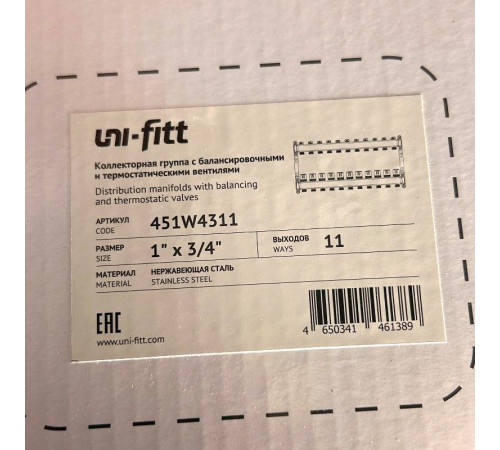 uni-fitt
Коллекторная группа с балансировочными
и термостатическими вентилями
Distribution manifolds with balancing
and thermostatic valves
АРТИКУЛ
CODE
451W4311
РАЗМЕР
SIZE
1" x 3/4"
ВЫХОДОВ
WAYS
11
МАТЕРИАЛ
MATERIAL
НЕРЖАВЕЮЩАЯ СТАЛЬ
STAINLESS STEEL
EAC
www.uni-fitt.com
4 650341 461389